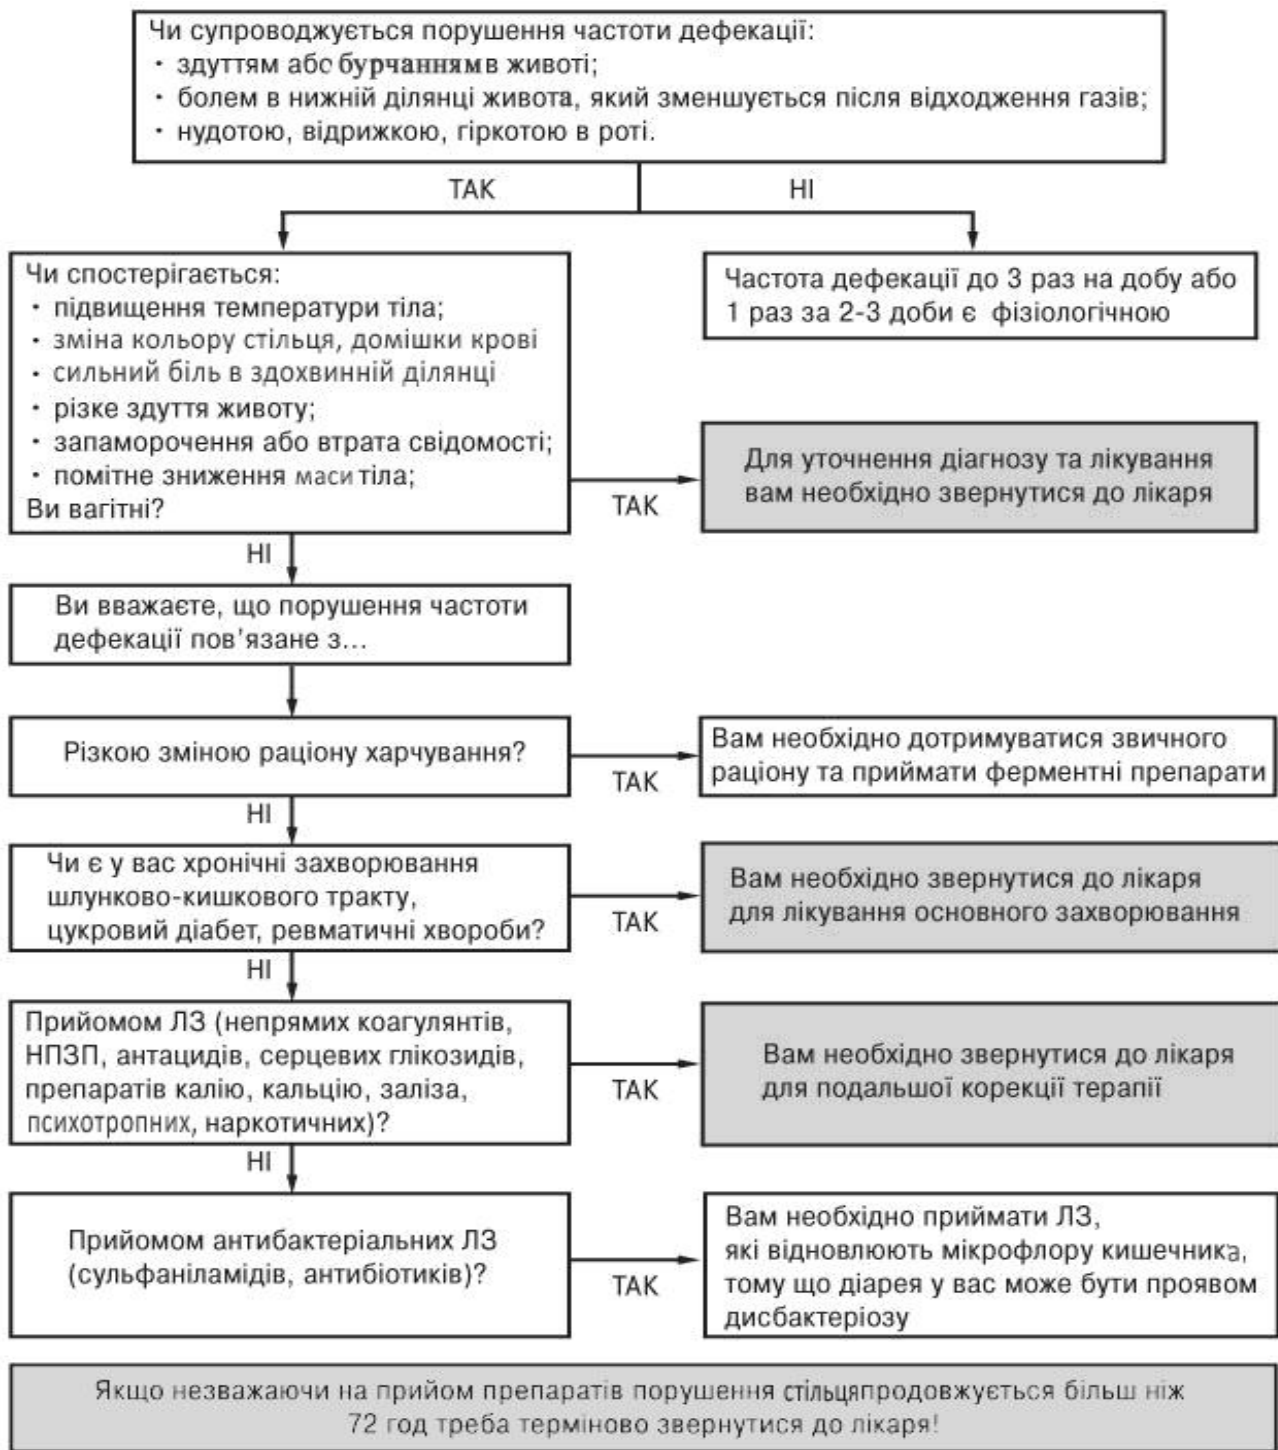 Чи супроводжується порушення частоти дефекації:
· здуттям або бурчанням в животі;
· болем в нижній ділянці живота, який зменшується після відходження газів;
· нудотою, відрижкою, гіркотою в роті.
ТАК
НІ
Чи спостерігається:
· підвищення температури тіла;
· зміна кольору стільця, домішки крові
· сильний біль в здохвинній ділянці
· різке здуття животу;
· запаморочення або втрата свідомості;
· помітне зниження маси тіла;
Ви вагітні?
Частота дефекації до 3 раз на добу або
1 раз за 2-3 доби є фізіологічною
ТАК
Для уточнення діагнозу та лікування
вам необхідно звернутися до лікаря
НІ
Ви вважаєте, що порушення частоти
дефекації пов’язане з...
Різкою зміною раціону харчування?
ТАК
Вам необхідно дотримуватися звичного
раціону та приймати ферментні препарати
НІ
Чи є у вас хронічні захворювання
шлунково-кишкового тракту,
цукровий діабет, ревматичні хвороби?
ТАК
Вам необхідно звернутися до лікаря
для лікування основного захворювання
НІ
Прийомом ЛЗ (непрямих коагулянтів,
НПЗП, антацидів, серцевих глікозидів,
препаратів калію, кальцію, заліза,
психотропних, наркотичних)?
ТАК
Вам необхідно звернутися до лікаря
для подальшої корекції терапії
НІ
Прийомом антибактеріальних ЛЗ
(сульфаніламідів, антибіотиків)?
ТАК
Вам необхідно приймати ЛЗ,
які відновлюють мікрофлору кишечника,
тому що діарея у вас може бути проявом
дисбактеріозу
Якщо незважаючи на прийом препаратів порушення стільця продовжується більш ніж
72 год треба терміново звернутися до лікаря!